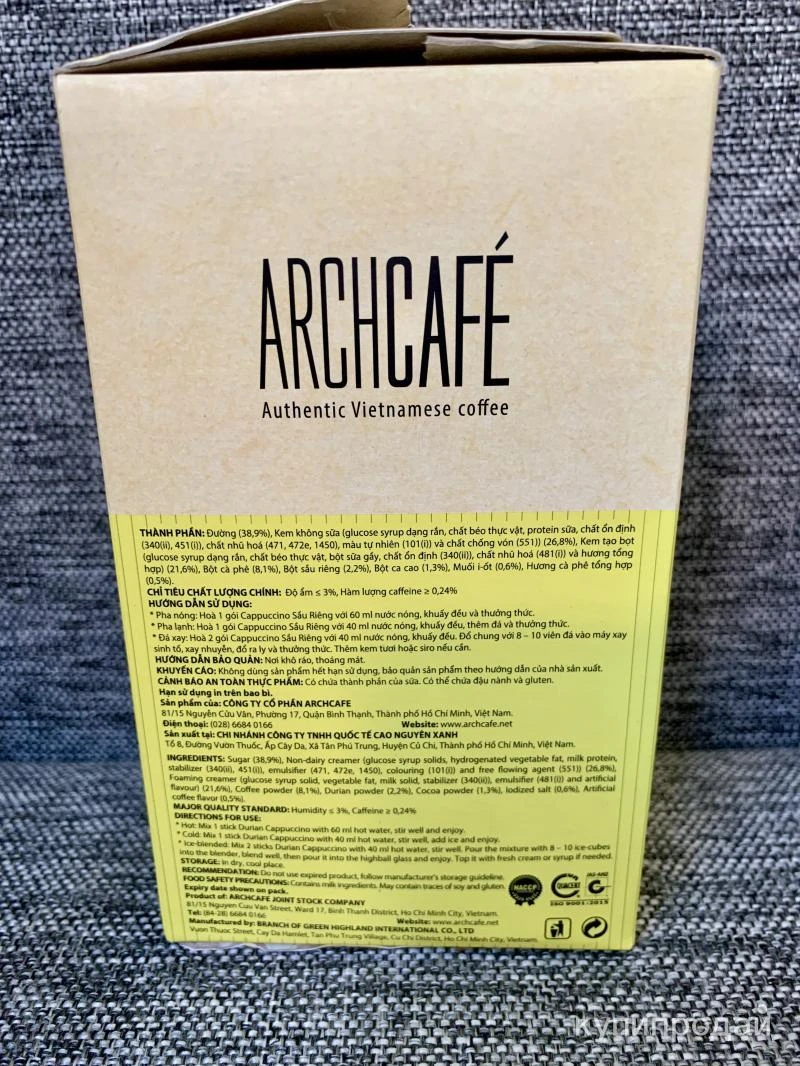 ARCHCAFÉ
Authentic Vietnamese coffee
THÀNH PHẦN: Đường (38,9%), Kem không sữa (glucose syrup dạng rắn, chất béo thực vật, protein sữa, chất ổn định
(340(ii), 451(i)), chất nhũ hoá (471, 472e, 1450), màu tự nhiên (101(i)) và chất chống vón (551)) (26,8%), Kem tạo bọt
(glucose syrup dạng rắn, chất béo thực vật, bột sữa gầy, chất ổn định (340(ii)), chất nhũ hoá (481(i)) và hương tổng
hợp) (21,6%), Bột cà phê (8,1%), Bột sầu riêng (2,2%), Bột ca cao (1,3%), Muối i-ốt (0,6%), Hương cà phê tổng hợp
(0,5%).
CHỈ TIÊU CHẤT LƯỢNG CHÍNH: Độ ẩm ≤ 3%, Hàm lượng caffeine ≥ 0,24%
HƯỚNG DẪN SỬ DỤNG:
* Pha nóng: Hoà 1 gói Cappuccino Sầu Riêng với 60 ml nước nóng, khuấy đều và thưởng thức.
* Pha lạnh: Hoà 1 gói Cappuccino Sầu Riêng với 40 ml nước nóng, khuấy đều, thêm đá và thưởng thức.
* Đá xay: Hoà 2 gói Cappuccino Sầu Riêng với 40 ml nước nóng, khuấy đều. Đổ chung với 8 – 10 viên đá vào máy xay
sinh tố, xay nhuyễn, đổ ra ly và thưởng thức. Thêm kem tươi hoặc siro nếu cần.
HƯỚNG DẪN BẢO QUẢN: Nơi khô ráo, thoáng mát.
KHUYẾN CÁO: Không dùng sản phẩm hết hạn sử dụng, bảo quản sản phẩm theo hướng dẫn của nhà sản xuất.
CẢNH BÁO AN TOÀN THỰC PHẨM: Có chứa thành phần của sữa. Có thể chứa đậu nành và gluten.
Hạn sử dụng in trên bao bì.
Sản phẩm của: CÔNG TY CỔ PHẦN ARCHCAFE
81/15 Nguyễn Cửu Vân, Phường 17, Quận Bình Thạnh, Thành phố Hồ Chí Minh, Việt Nam.
Điện thoại: (028) 6684 0166 Website: www.archcafe.net
Sản xuất tại: CHI NHÁNH CÔNG TY TNHH QUỐC TẾ CAO NGUYÊN XANH
Tổ 8, Đường Vườn Thuốc, Ấp Cây Da, Xã Tân Phú Trung, Huyện Củ Chi, Thành phố Hồ Chí Minh, Việt Nam.
INGREDIENTS: Sugar (38,9%), Non-dairy creamer (glucose syrup solids, hydrogenated vegetable fat, milk protein,
stabilizer (340(ii), 451(i)), emulsifier (471, 472e, 1450), colouring (101(i)) and free flowing agent (551)) (26,8%),
Foaming creamer (glucose syrup solid, vegetable fat, milk solid, stabilizer (340(ii)), emulsifier (481(i)) and artificial
flavour) (21,6%), Coffee powder (8,1%), Durian powder (2,2%), Cocoa powder (1,3%), Iodized salt (0,6%), Artificial
coffee flavor (0,5%).
MAJOR QUALITY STANDARD: Humidity ≤ 3%, Caffeine ≥ 0,24%
DIRECTIONS FOR USE:
* Hot: Mix 1 stick Durian Cappuccino with 60 ml hot water, stir well and enjoy.
* Cold: Mix 1 stick Durian Cappuccino with 40 ml hot water, stir well, add ice and enjoy.
* Ice-blended: Mix 2 sticks Durian Cappuccino with 40 ml hot water, stir well. Pour the mixture with 8 – 10 ice-cubes
into the blender, blend well, then pour it into the highball glass and enjoy. Top it with fresh cream or syrup if needed.
STORAGE: In dry, cool place.
RECOMMENDATION: Do not use expired product, follow manufacturer's storage guideline.
FOOD SAFETY PRECAUTIONS: Contains milk ingredients. May contain traces of soy and gluten.
Expiry date shown on pack.
Product of: ARCHCAFE JOINT STOCK COMPANY
81/15 Nguyen Cuu Van Street, Ward 17, Binh Thanh District, Ho Chi Minh City, Vietnam.
Tel: (84-28) 6684 0166 Website: www.archcafe.net
Manufactured by: BRANCH OF GREEN HIGHLAND INTERNATIONAL CO., LTD
Vuon Thuoc Street, Cay Da Hamlet, Tan Phu Trung Village, Cu Chi District, Ho Chi Minh City, Vietnam.
HACCP
QUACERT
JAS-ANZ
ISO 9001:2015
купипродай